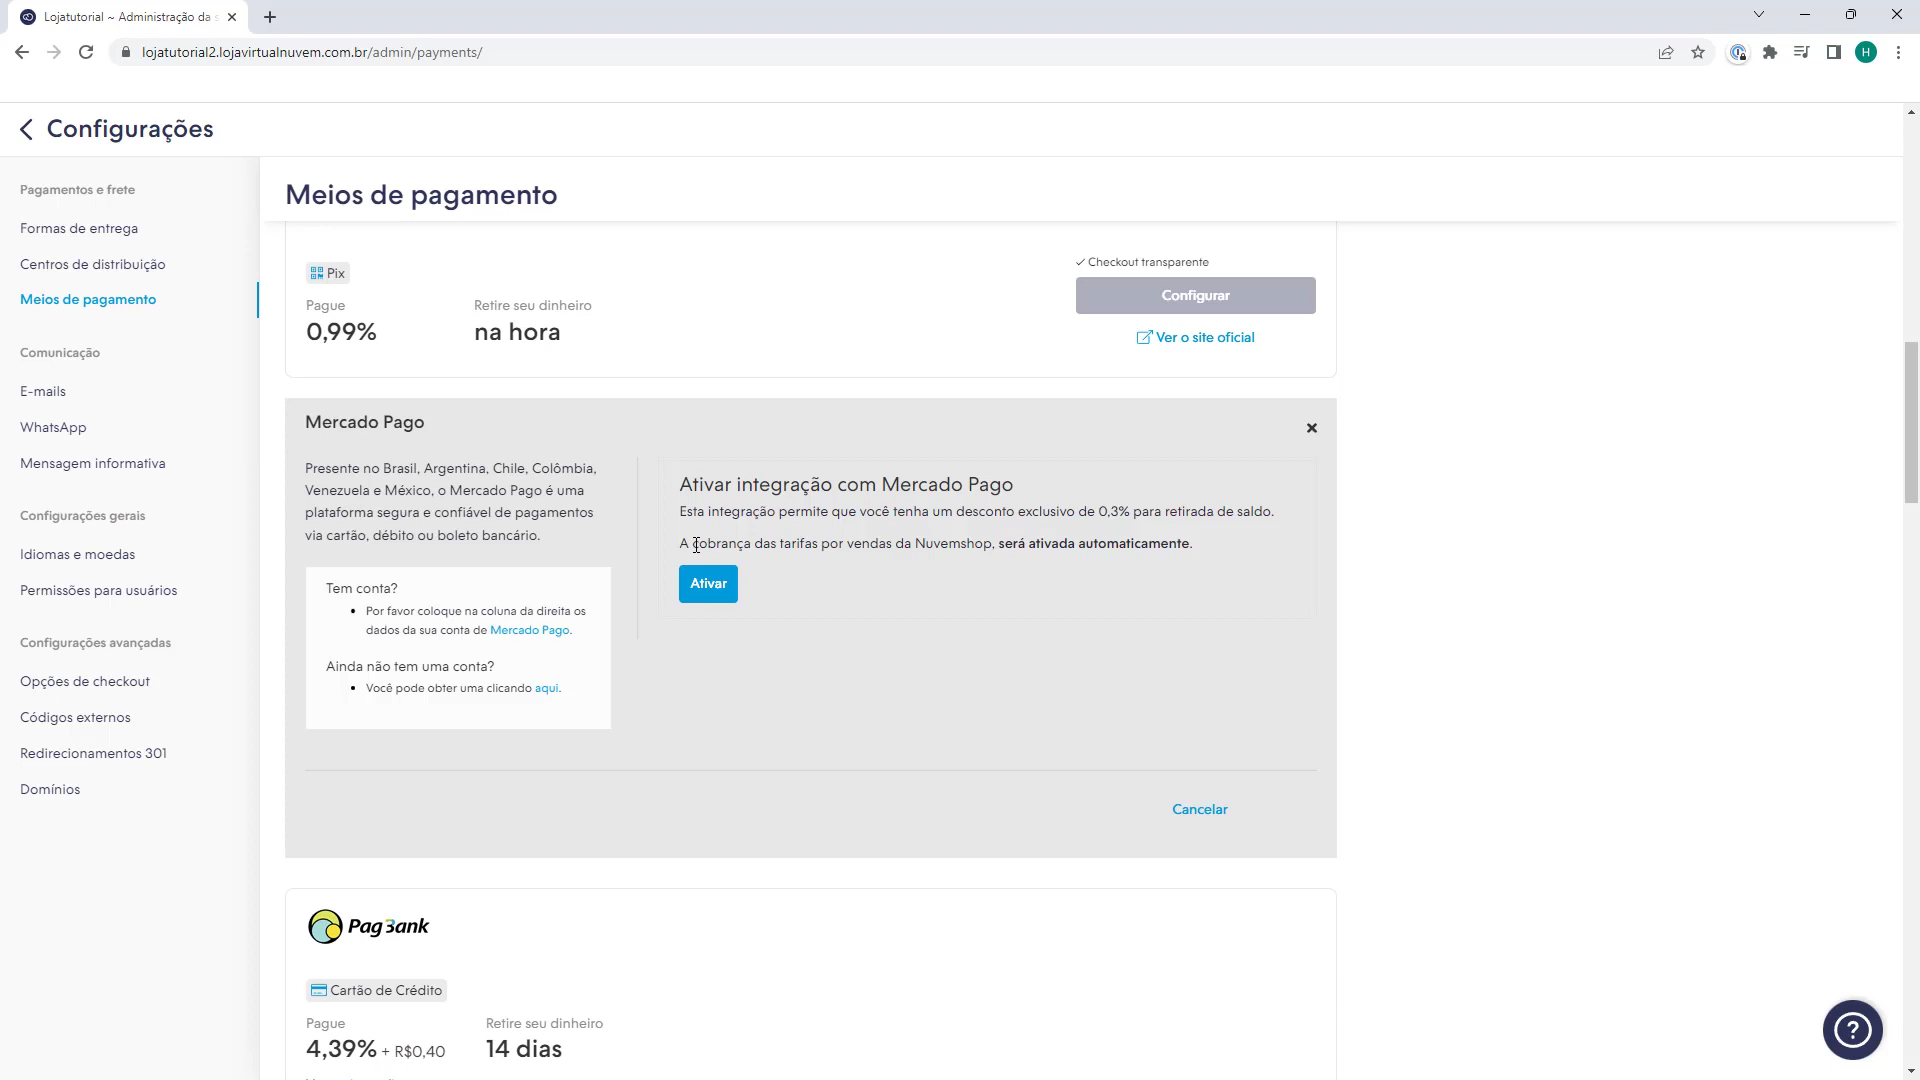 Lojatutorial ~ Administração da s
lojatutorial2.lojavirtualnuvem.com.br/admin/payments/
H
Configurações
Pagamentos e frete
Formas de entrega
Centros de distribuição
Meios de pagamento
Comunicação
E-mails
WhatsApp
Mensagem informativa
Configurações gerais
Idiomas e moedas
Permissões para usuários
Configurações avançadas
Opções de checkout
Códigos externos
Redirecionamentos 301
Domínios
Meios de pagamento
Pix
Pague
0,99%
Retire seu dinheiro
na hora
Checkout transparente
Configurar
Ver o site oficial
Mercado Pago
Presente no Brasil, Argentina, Chile, Colômbia,
Venezuela e México, o Mercado Pago é uma
plataforma segura e confiável de pagamentos
via cartão, débito ou boleto bancário.
Tem conta?
• Por favor coloque na coluna da direita os
dados da sua conta de Mercado Pago.
Ainda não tem uma conta?
• Você pode obter uma clicando aqui.
Ativar integração com Mercado Pago
Esta integração permite que você tenha um desconto exclusivo de 0,3% para retirada de saldo.
A cobrança das tarifas por vendas da Nuvemshop, será ativada automaticamente.
Ativar
Cancelar
PagBank
Cartão de Crédito
Pague
4,39% + R$0,40
Retire seu dinheiro
14 dias
?